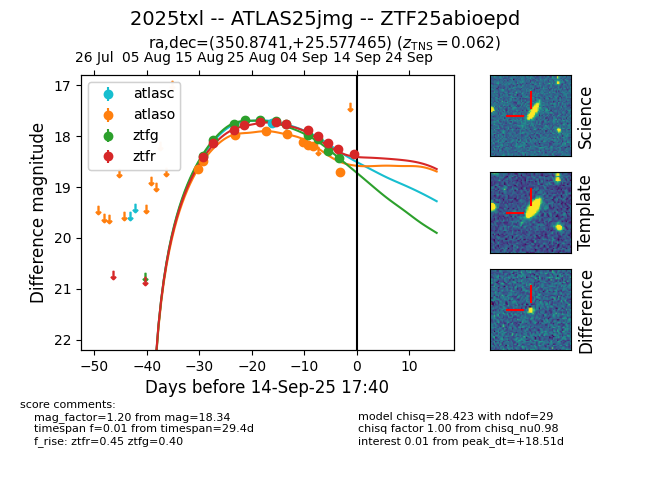 2025txl -- ATLAS25jmg -- ZTF25abioepd
ra,dec=(350.8741,+25.577465) (zTNS = 0.062)
26 Jul 05 Aug 15 Aug 25 Aug 04 Sep 14 Sep 24 Sep
17
18
19
20
21
22
Difference magnitude
atlasc
atlaso
ztfg
ztfr
−50 −40 −30 −20 −10 0 10
Days before 14-Sep-25 17:40
Science
Template
Difference
score comments:
mag_factor=1.20 from mag=18.34
timespan f=0.01 from timespan=29.4d
f_rise: ztfr=0.45 ztfg=0.40
model chisq=28.423 with ndof=29
chisq factor 1.00 from chisq_nu0.98
interest 0.01 from peak_dt=+18.51d